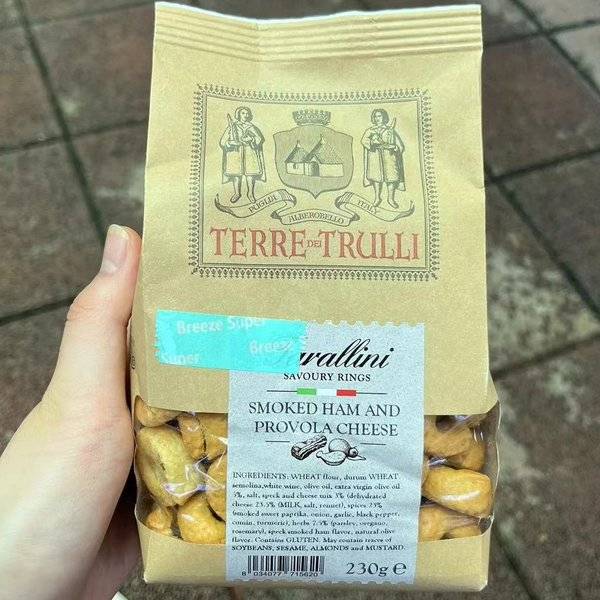 PUGLIA
ALBEROBELLO
ITALY
TERRE DEI TRULLI
Breeze Super
Super Breeze
Tarallini
SAVOURY RINGS
SMOKED HAM AND
PROVOLA CHEESE
INGREDIENTS: WHEAT flour, durum WHEAT
semolina,white wine, olive oil, extra virgin olive oil
5%, salt, speck and cheese mix 3% (dehydrated
cheese 23.5% (MILK, salt, rennet), spices 23%
(smoked sweet paprika, onion, garlic, black pepper,
cumin, turmeric), herbs 7.5% (parsley, oregano,
rosemary), speck smoked ham flavor, natural olive
flavor. Contains GLUTEN. May contain traces of
SOYBEANS, SESAME, ALMONDS and MUSTARD.
8 034077 715620
230g e